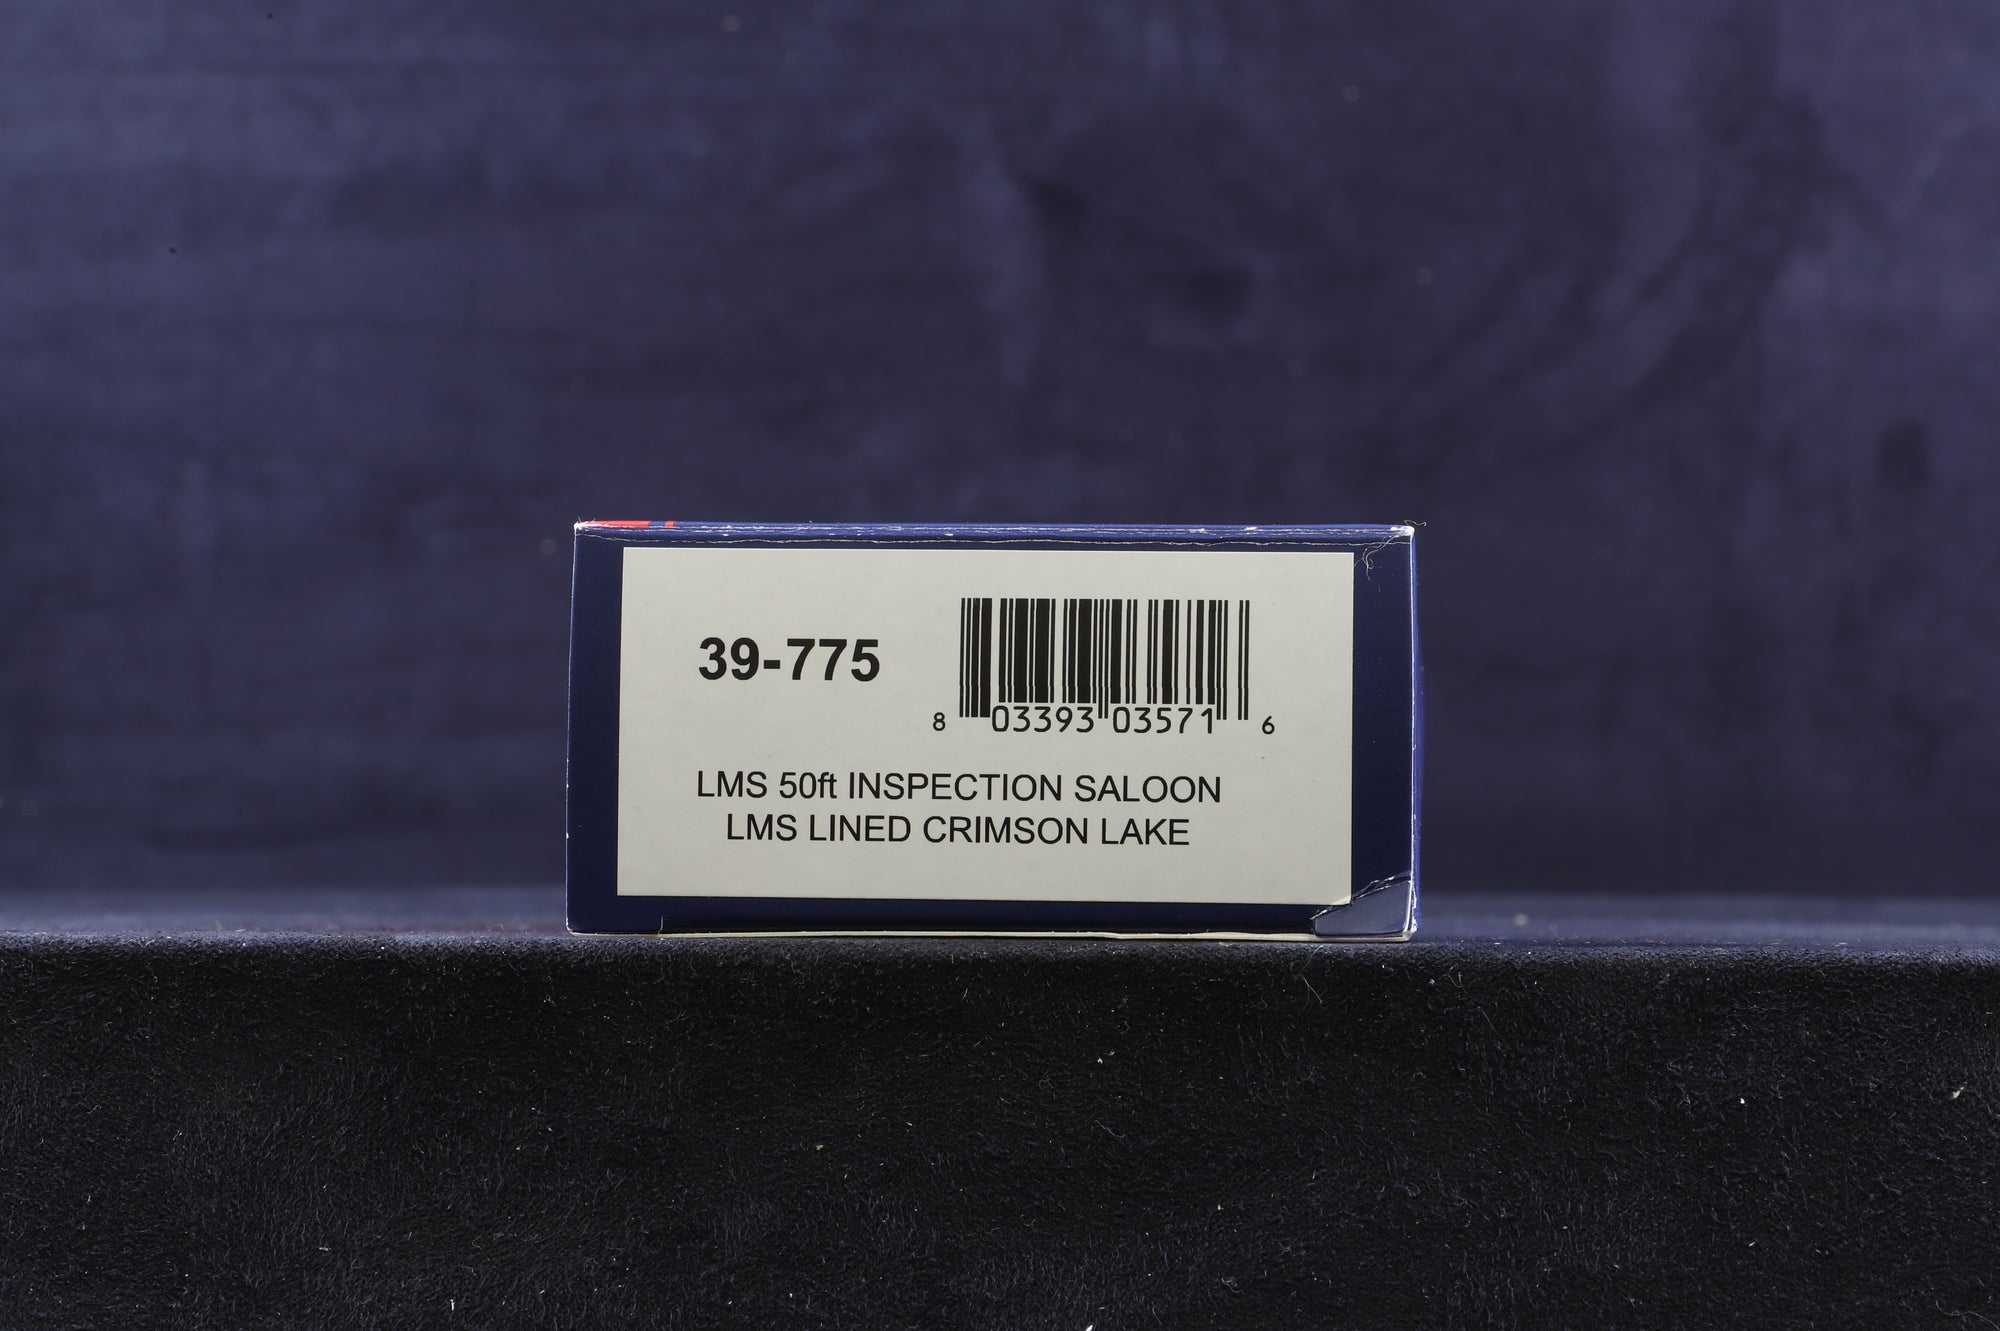 39-775
8 03393 03571 6
LMS 50ft INSPECTION SALOON
LMS LINED CRIMSON LAKE